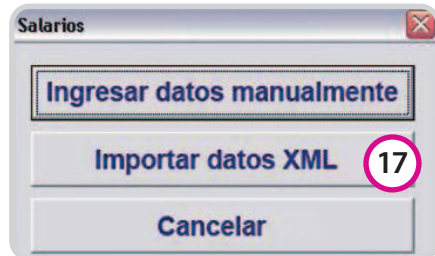 Salarios
Ingresar datos manualmente
Importar datos XML
17
Cancelar